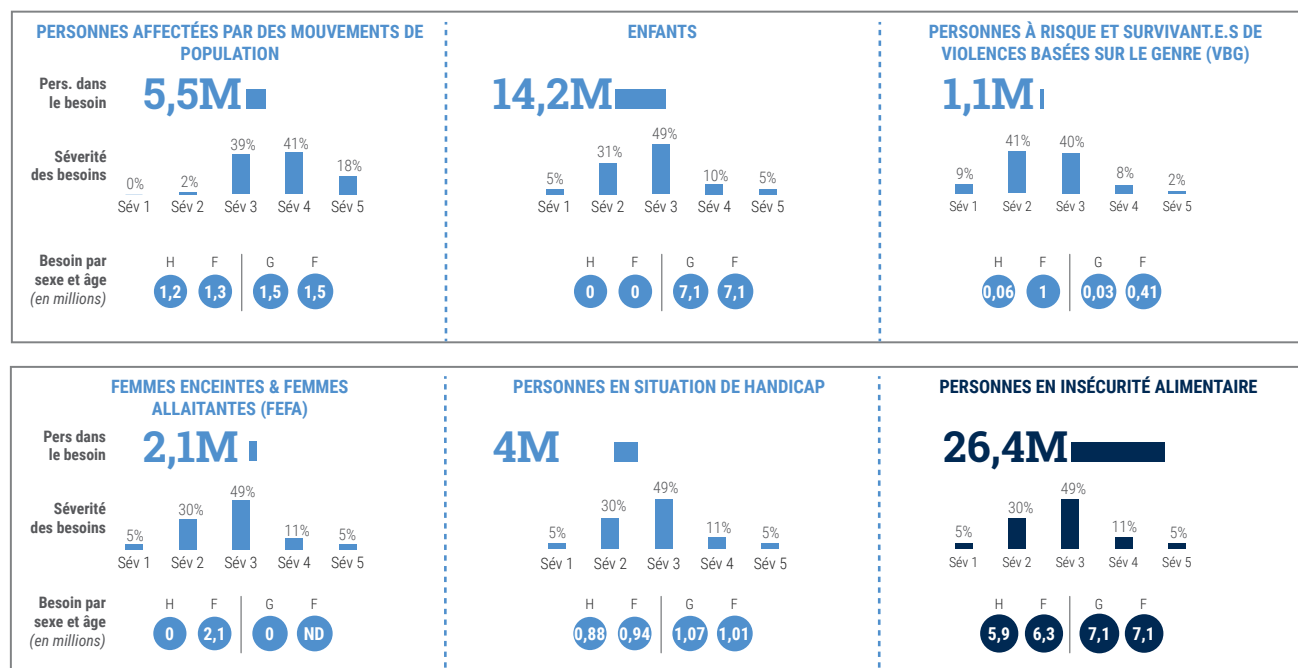 PERSONNES AFFECTÉES PAR DES MOUVEMENTS DE
POPULATION
Pers. dans
le besoin
5,5M
Séverité
des besoins
0% 2% 39% 41% 18%
Sév 1 Sév 2 Sév 3 Sév 4 Sév 5
Besoin par
sexe et âge
(en millions)
H F G F
1,2 1,3 1,5 1,5
ENFANTS
14,2M
5% 31% 49% 10% 5%
Sév 1 Sév 2 Sév 3 Sév 4 Sév 5
H F G F
0 0 7,1 7,1
PERSONNES À RISQUE ET SURVIVANT.E.S DE
VIOLENCES BASÉES SUR LE GENRE (VBG)
1,1M
9% 41% 40% 8% 2%
Sév 1 Sév 2 Sév 3 Sév 4 Sév 5
H F G F
0,06 1 0,03 0,41
FEMMES ENCEINTES & FEMMES
ALLAITANTES (FEFA)
Pers dans
le besoin
2,1M
Séverité
des besoins
5% 30% 49% 11% 5%
Sév 1 Sév 2 Sév 3 Sév 4 Sév 5
Besoin par
sexe et âge
(en millions)
H F G F
0 2,1 0 ND
PERSONNES EN SITUATION DE HANDICAP
4M
5% 30% 49% 11% 5%
Sév 1 Sév 2 Sév 3 Sév 4 Sév 5
H F G F
0,88 0,94 1,07 1,01
PERSONNES EN INSÉCURITÉ ALIMENTAIRE
26,4M
5% 30% 49% 11% 5%
Sév 1 Sév 2 Sév 3 Sév 4 Sév 5
H F G F
5,9 6,3 7,1 7,1